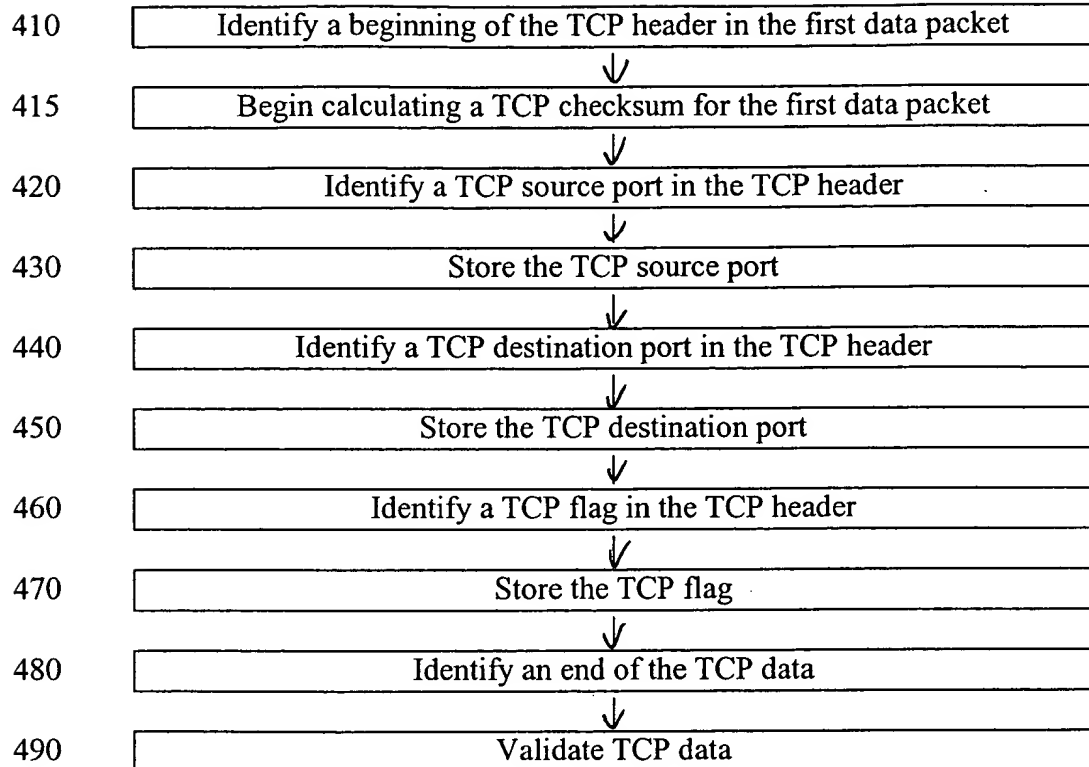 410 Identify a beginning of the TCP header in the first data packet
415 Begin calculating a TCP checksum for the first data packet
420 Identify a TCP source port in the TCP header
430 Store the TCP source port
440 Identify a TCP destination port in the TCP header
450 Store the TCP destination port
460 Identify a TCP flag in the TCP header
470 Store the TCP flag
480 Identify an end of the TCP data
490 Validate TCP data